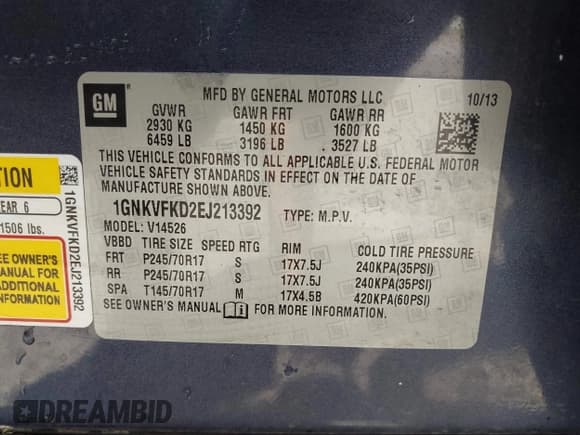 GM
MFD BY GENERAL MOTORS LLC 10/13
GVWR GAWR FRT GAWR RR
2930 KG 1450 KG 1600 KG
6459 LB 3196 LB 3527 LB
THIS VEHICLE CONFORMS TO ALL APPLICABLE U.S. FEDERAL MOTOR
VEHICLE SAFETY STANDARDS IN EFFECT ON THE DATE OF
MANUFACTURE SHOWN ABOVE.
1GNKVFKD2EJ213392 TYPE: M.P.V.
MODEL: V14526
VBBD TIRE SIZE SPEED RTG RIM COLD TIRE PRESSURE
FRT P245/70R17 S 17X7.5J 240KPA(35PSI)
RR P245/70R17 S 17X7.5J 240KPA(35PSI)
SPA T145/70R17 M 17X4.5B 420KPA(60PSI)
SEE OWNER'S MANUAL FOR MORE INFORMATION.
TION
EAR 6
1506 lbs.
EE OWNER'S
MANUAL FOR
ADDITIONAL
1GNKVFKD2EJ213392
DREAMBID